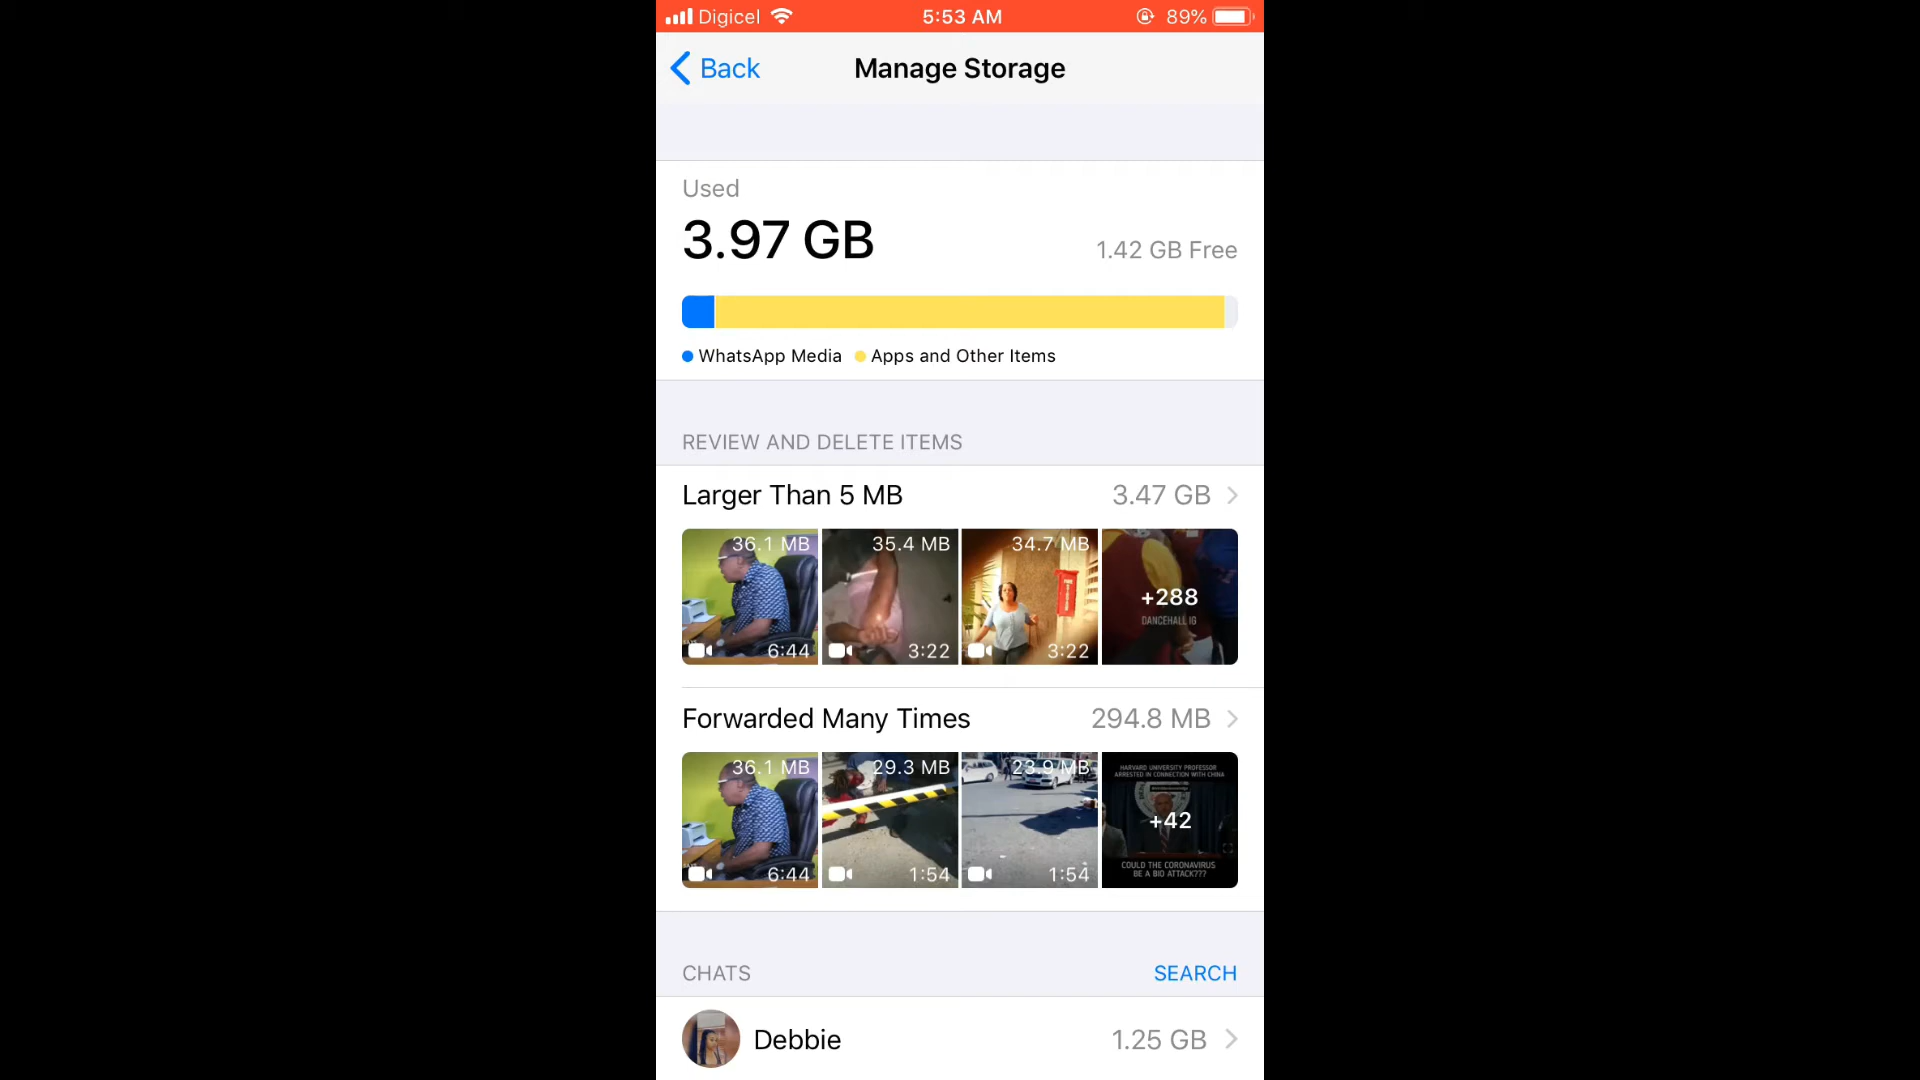 Digicel 5:53 AM 89%
Back Manage Storage
Used
3.97 GB 1.42 GB Free
WhatsApp Media Apps and Other Items
REVIEW AND DELETE ITEMS
Larger Than 5 MB 3.47 GB
36.1 MB 35.4 MB 34.7 MB
+288
DANCEHALL IG
6:44 3:22 3:22
Forwarded Many Times 294.8 MB
36.1 MB 29.3 MB 23.9 MB
HARVARD UNIVERSITY PROFESSOR
ARRESTED IN CONNECTION WITH CHINA
+42
COULD THE CORONAVIRUS
BE A BIO ATTACK???
6:44 1:54 1:54
CHATS SEARCH
Debbie 1.25 GB